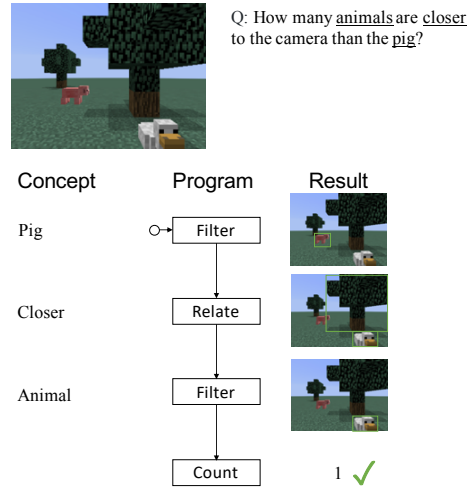 Q: How many animals are closer
to the camera than the pig?
Concept Program Result
Pig Filter
Closer Relate
Animal Filter
Count 1 ✓